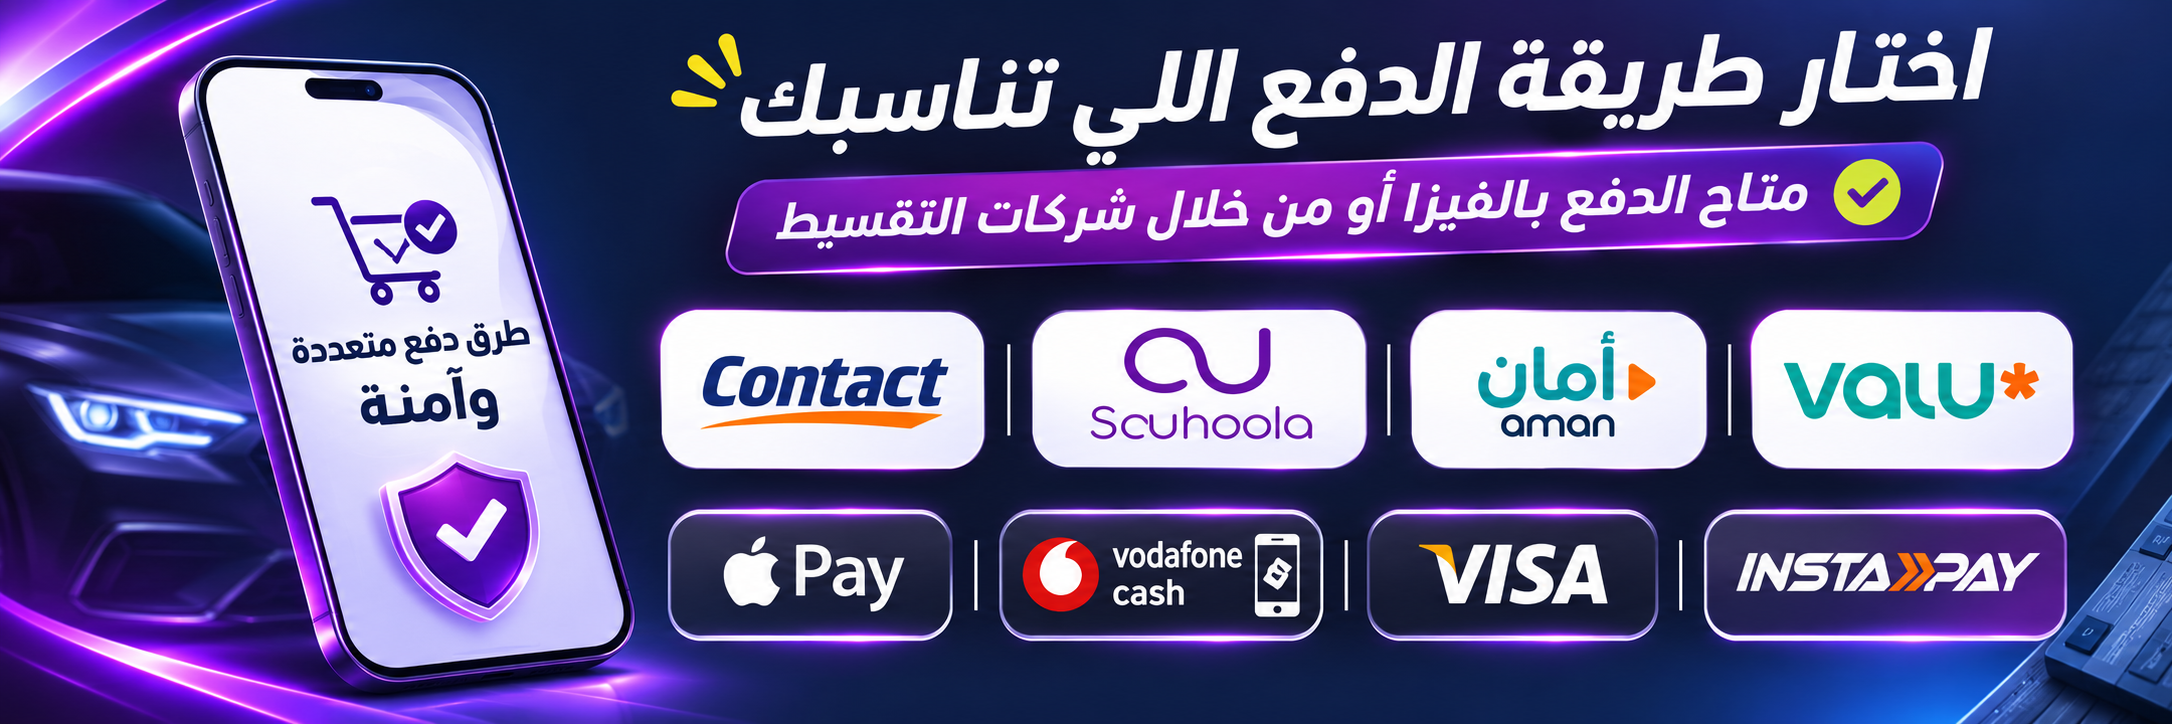 اختار طريقة الدفع اللي تناسبك
متاح الدفع بالفيزا أو من خلال شركات التقسيط
طرق دفع متعددة
وآمنة
valu*
أمان
aman
Scuhoola
Contact
INSTAPAY
VISA
vodafone
cash
Pay